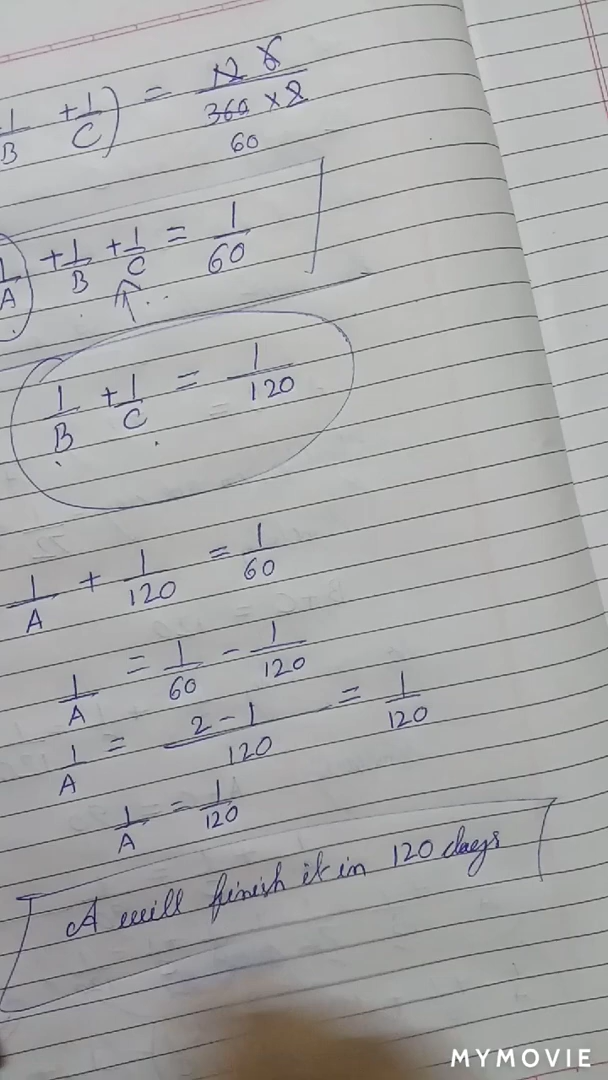 1/B + 1/C) = 12 6 / 360 × 2
60
1/A + 1/B + 1/C = 1/60
1/B + 1/C = 1/120
1/A + 1/120 = 1/60
1/A = 1/60 - 1/120
1/A = 2-1/120 = 1/120
1/A = 1/120
A will finish it in 120 days
MYMOVIE